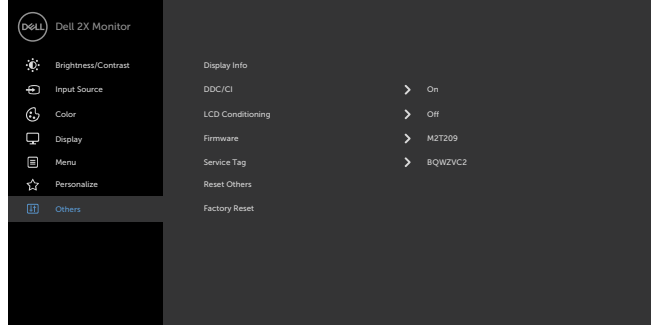 DELL
Dell 2X Monitor
Brightness/Contrast
Input Source
Color
Display
Menu
Personalize
Others
Display Info
DDC/CI On
LCD Conditioning Off
Firmware M2T209
Service Tag BQWZVC2
Reset Others
Factory Reset